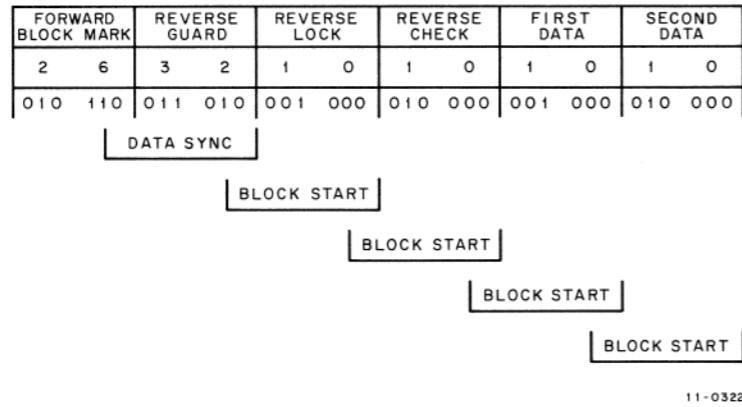 FORWARD REVERSE REVERSE REVERSE FIRST SECOND
BLOCK MARK GUARD LOCK CHECK DATA DATA
2 6 3 2 1 0 1 0 1 0 1 0
010 110 011 010 001 000 010 000 001 000 010 000
DATA SYNC
BLOCK START
BLOCK START
BLOCK START
BLOCK START
11-0322